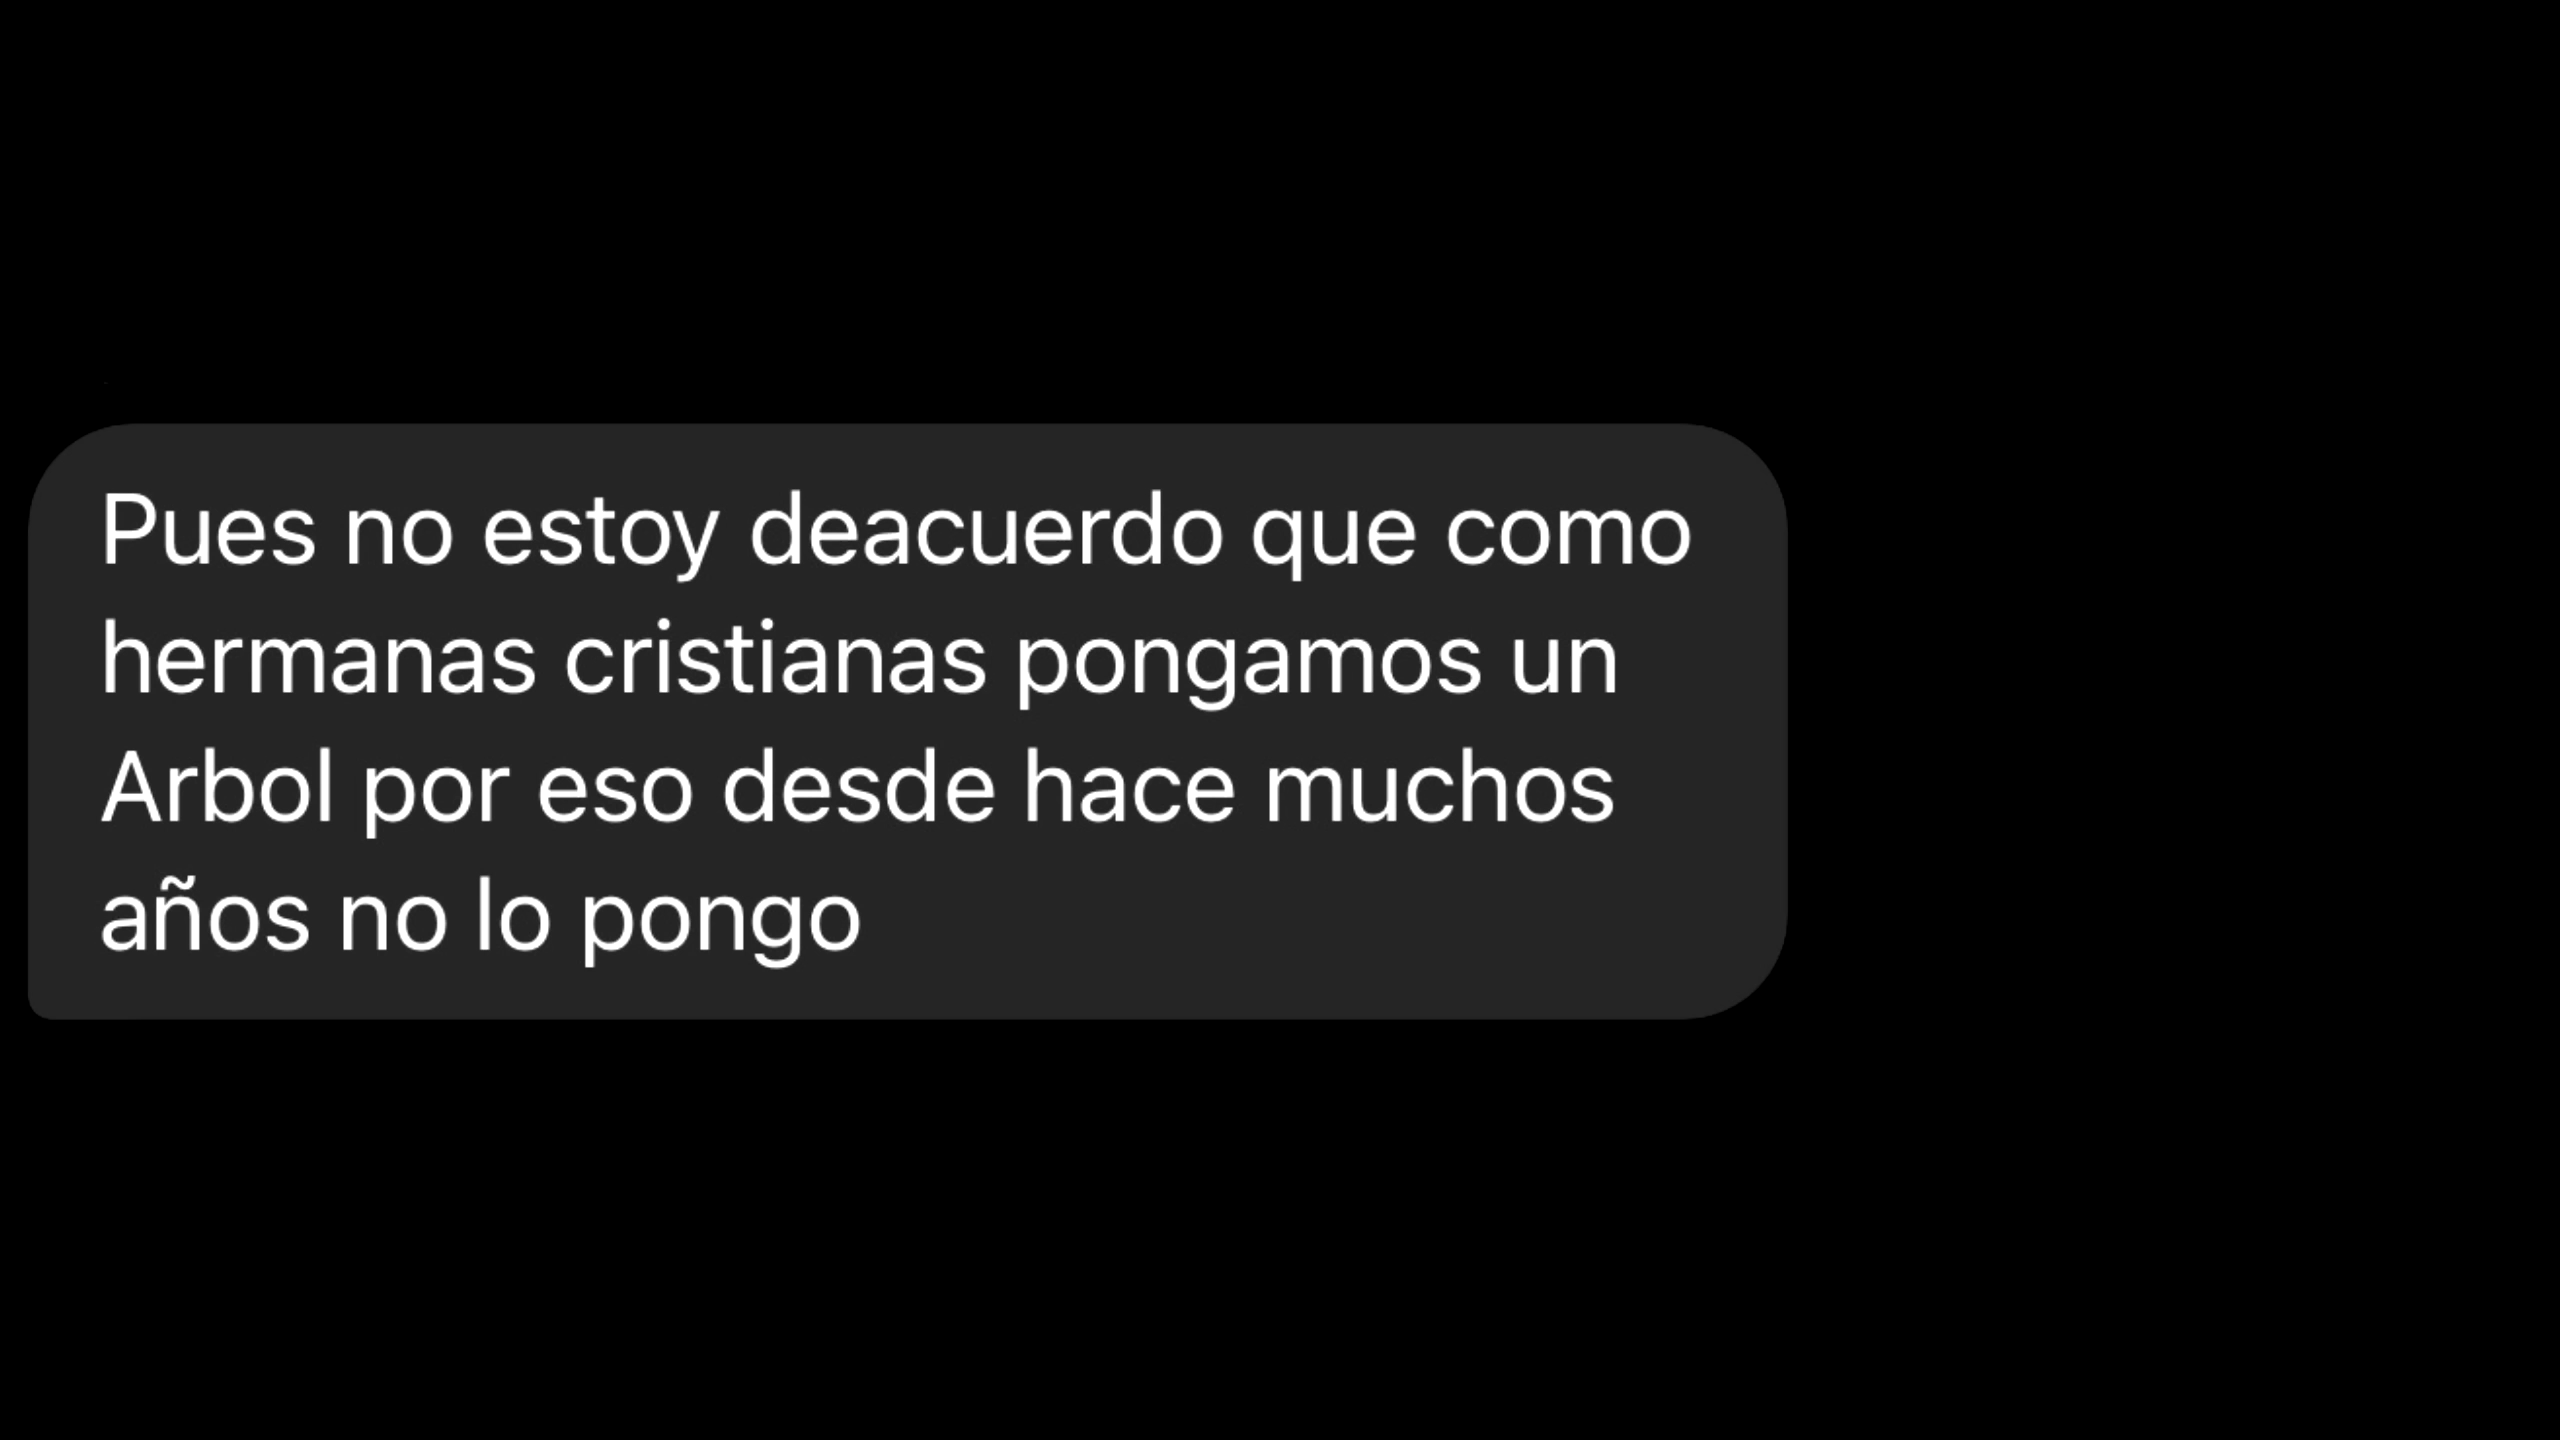 Pues no estoy deacuerdo que como
hermanas cristianas pongamos un
Arbol por eso desde hace muchos
años no lo pongo